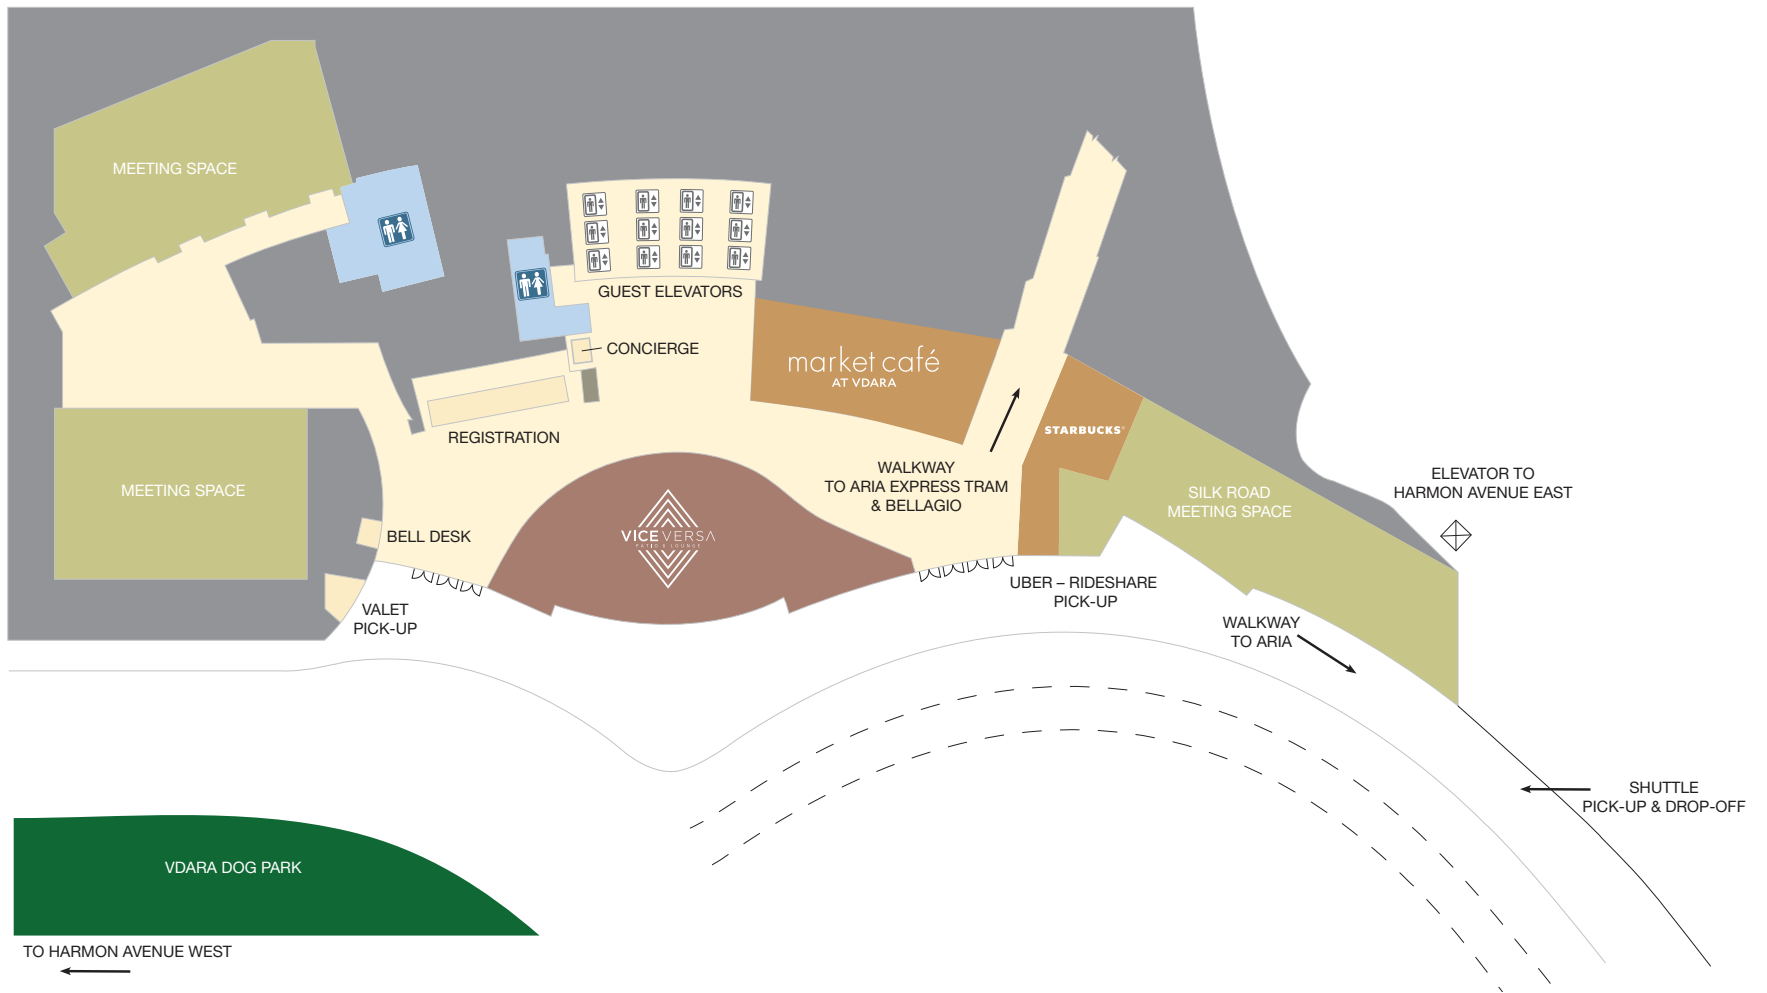 MEETING SPACE
GUEST ELEVATORS
CONCIERGE
market café
AT VDARA
REGISTRATION
STARBUCKS®
WALKWAY
TO ARIA EXPRESS TRAM
& BELLAGIO
ELEVATOR TO
HARMON AVENUE EAST
MEETING SPACE
SILK ROAD
MEETING SPACE
BELL DESK
VICE VERSA
PATIO & LOUNGE
UBER – RIDESHARE
PICK-UP
VALET
PICK-UP
WALKWAY
TO ARIA
SHUTTLE
PICK-UP & DROP-OFF
VDARA DOG PARK
TO HARMON AVENUE WEST